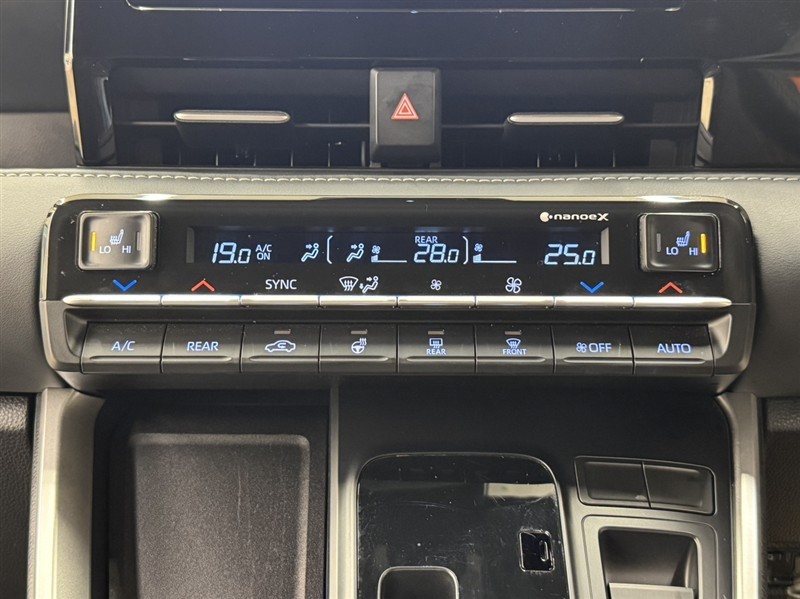 nanoeX
LO HI
19.0 A/C ON
REAR
28.0
25.0
LO HI
SYNC
A/C
REAR
REAR
FRONT
OFF
AUTO